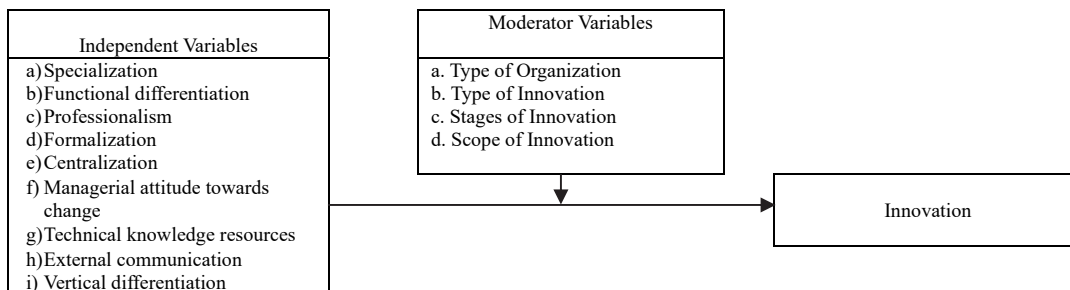 Independent Variables
a) Specialization
b) Functional differentiation
c) Professionalism
d) Formalization
e) Centralization
f) Managerial attitude towards
change
g) Technical knowledge resources
h) External communication
i) Vertical differentiation
Moderator Variables
a. Type of Organization
b. Type of Innovation
c. Stages of Innovation
d. Scope of Innovation
Innovation